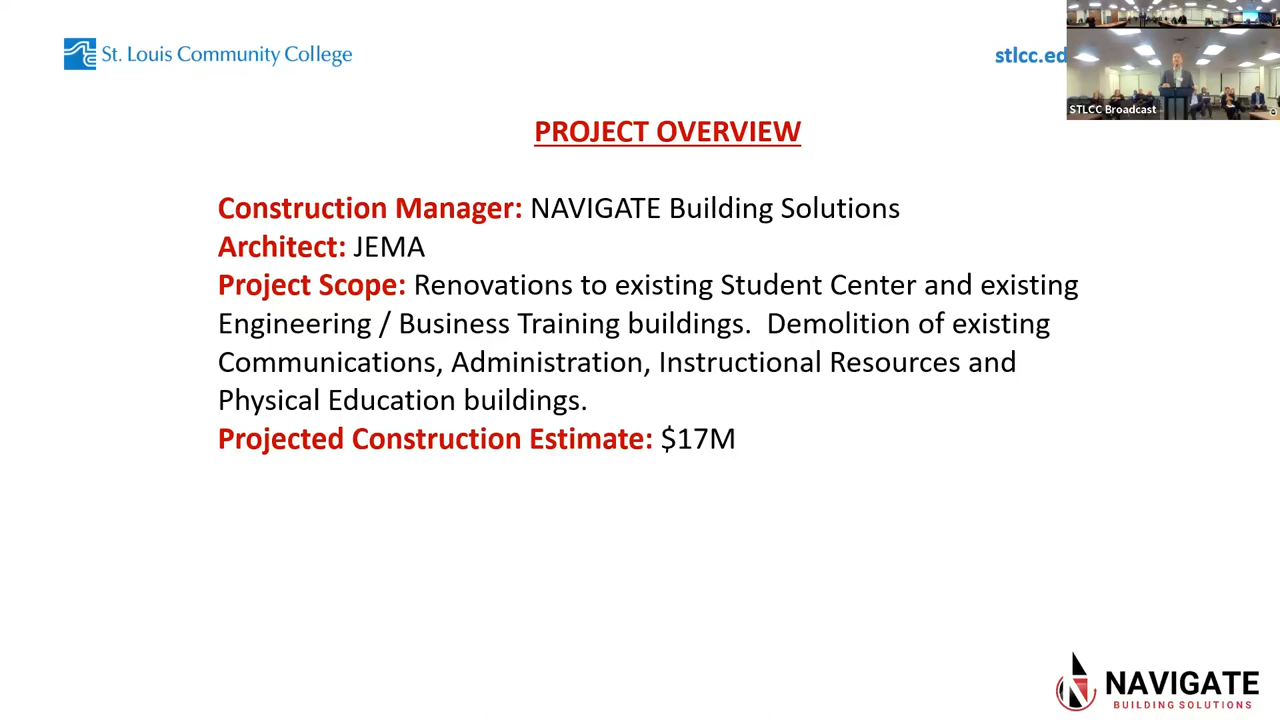 St. Louis Community College
stlcc.ed
STLCC Broadcast
PROJECT OVERVIEW
Construction Manager: NAVIGATE Building Solutions
Architect: JEMA
Project Scope: Renovations to existing Student Center and existing
Engineering / Business Training buildings.  Demolition of existing
Communications, Administration, Instructional Resources and
Physical Education buildings.
Projected Construction Estimate: $17M
NAVIGATE
BUILDING SOLUTIONS